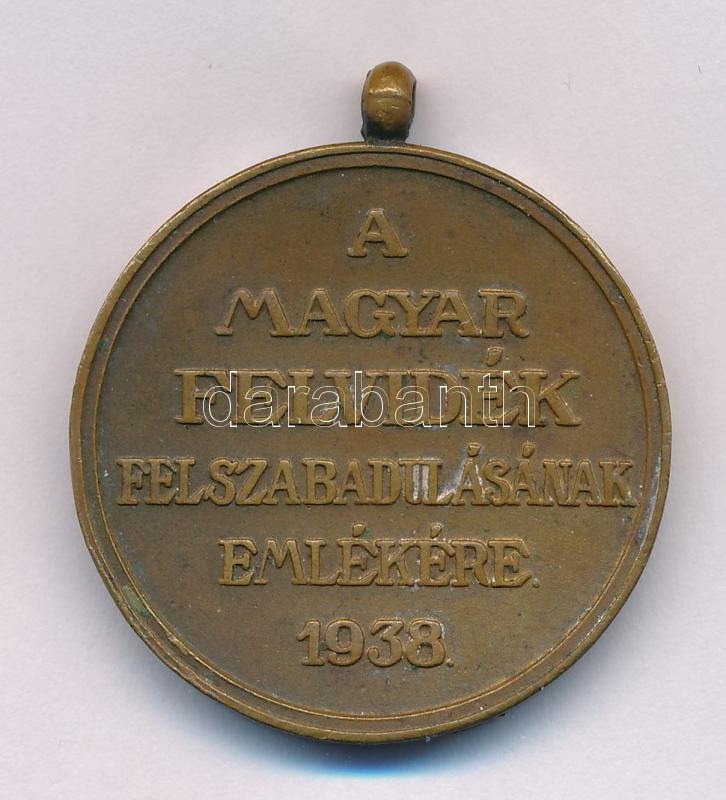 A
MAGYAR
FELVIDÉK
darabanth
FELSZABADULÁSÁNAK
EMLÉKÉRE.
1938.